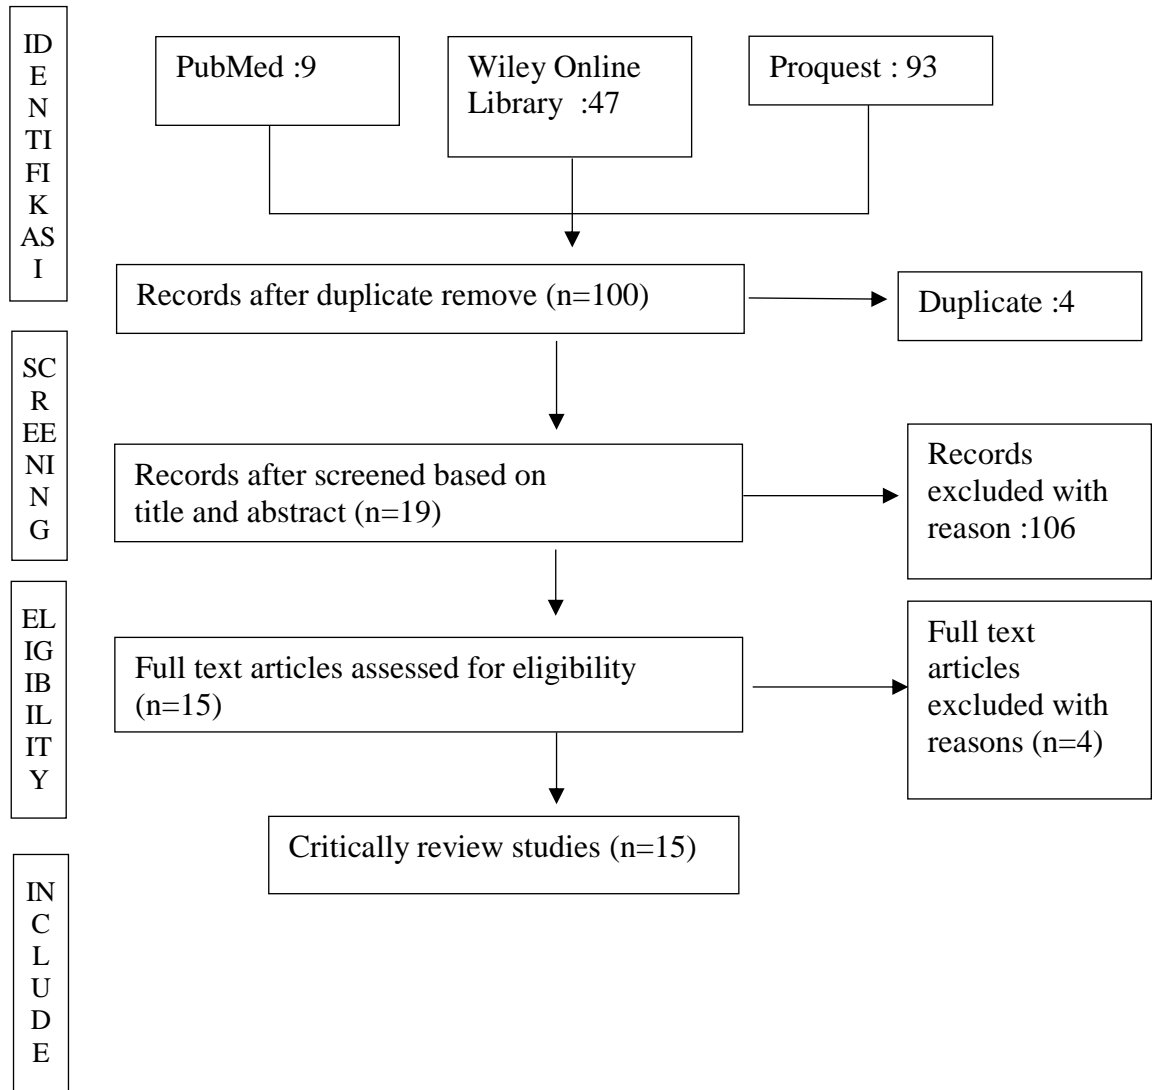 ID
E
N
TI
FI
K
AS
I
PubMed :9
Wiley Online
Library :47
Proquest : 93
Records after duplicate remove (n=100)
Duplicate :4
SC
R
EE
NI
N
G
Records after screened based on
title and abstract (n=19)
Records
excluded with
reason :106
EL
IG
IB
IL
IT
Y
Full text articles assessed for eligibility
(n=15)
Full text
articles
excluded with
reasons (n=4)
Critically review studies (n=15)
IN
C
L
U
D
E